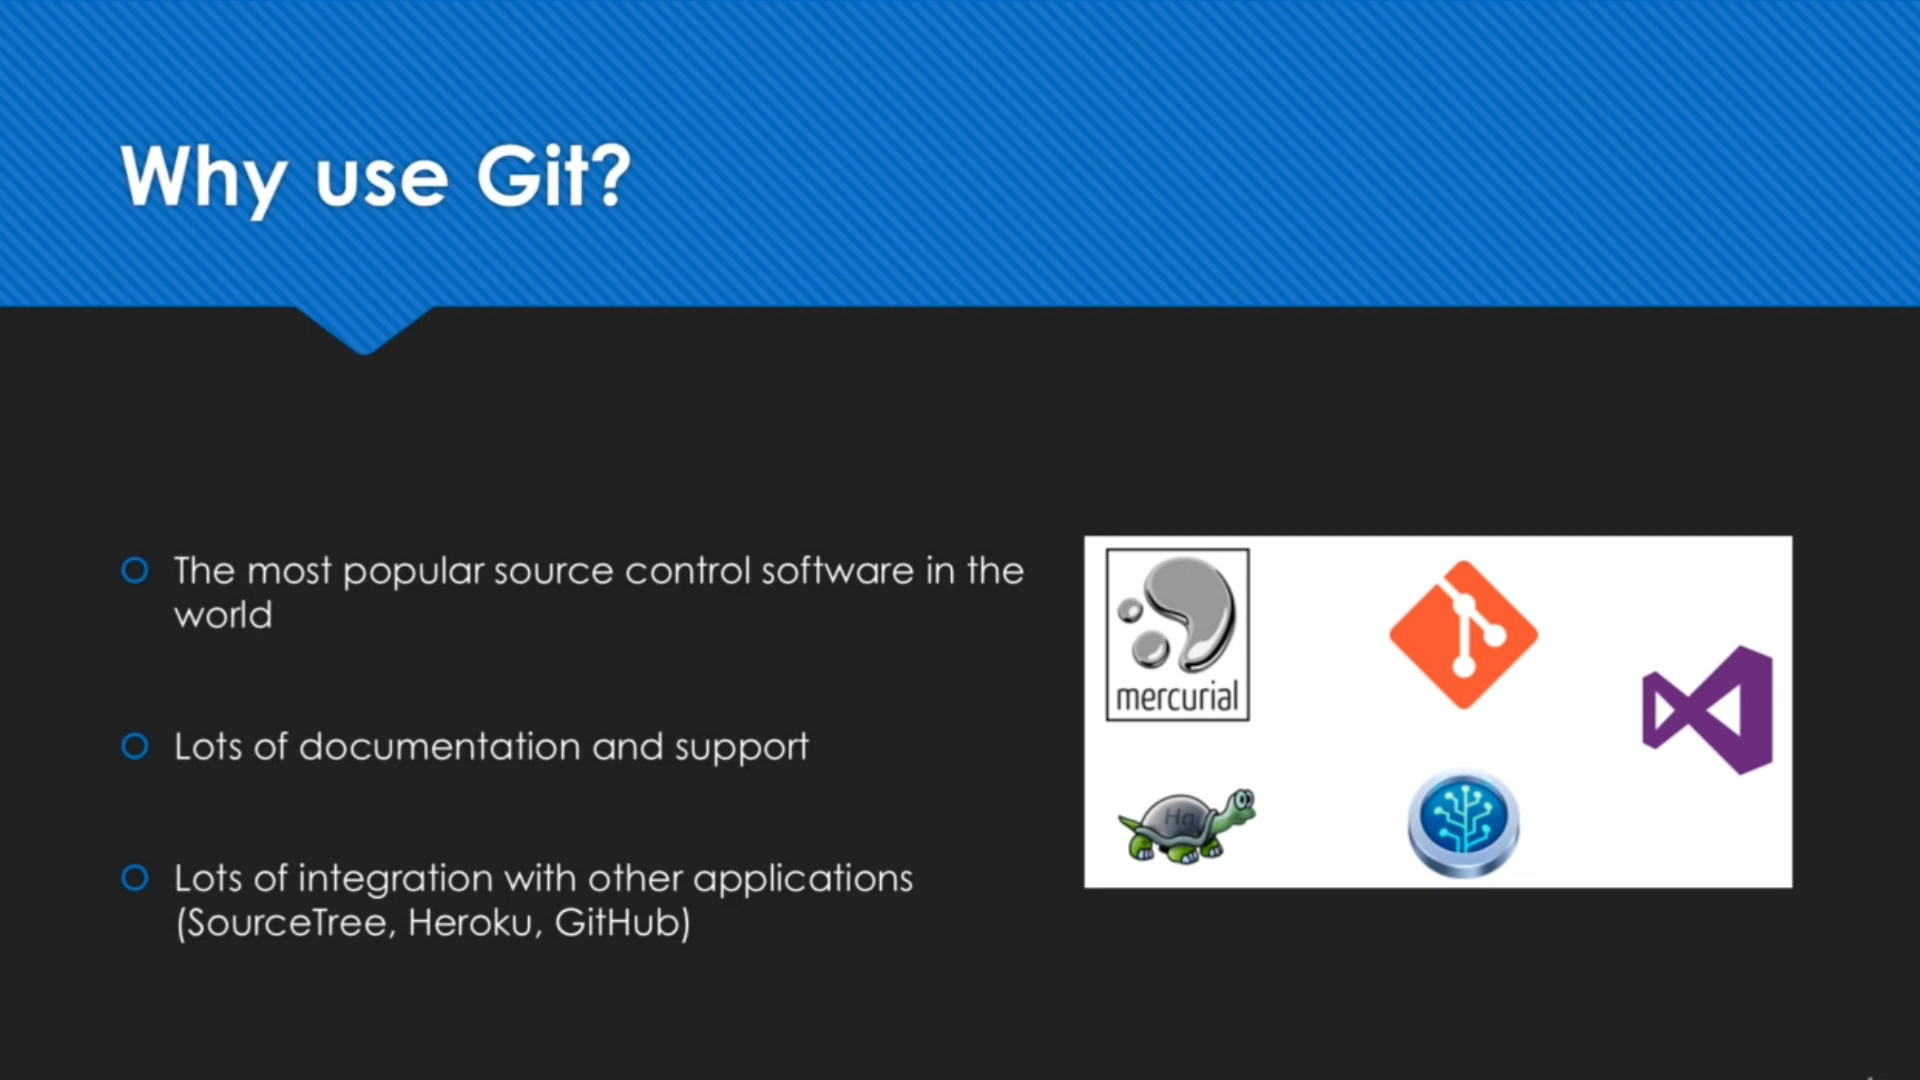 Why use Git?
The most popular source control software in the
world
Lots of documentation and support
Lots of integration with other applications
(SourceTree, Heroku, GitHub)
mercurial
Hg